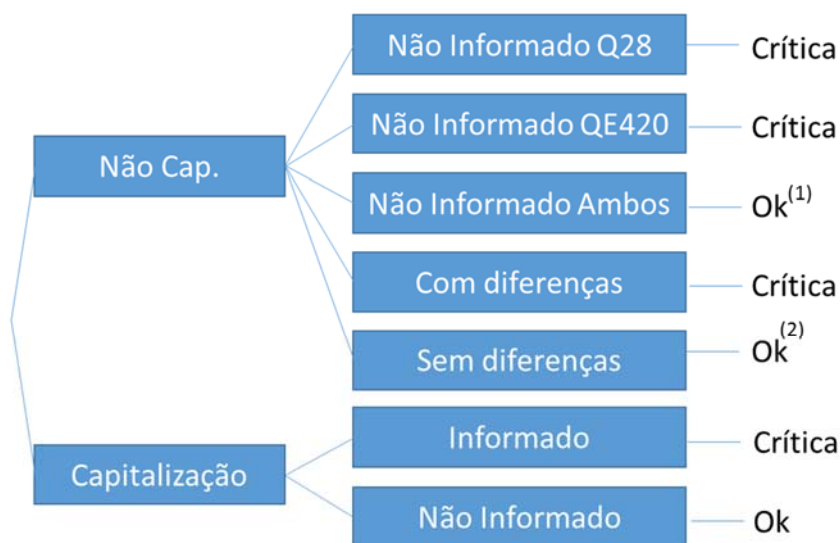 Não Cap.
Não Informado Q28
Crítica
Não Informado QE420
Crítica
Não Informado Ambos
Ok(1)
Com diferenças
Crítica
Sem diferenças
Ok(2)
Capitalização
Informado
Crítica
Não Informado
Ok